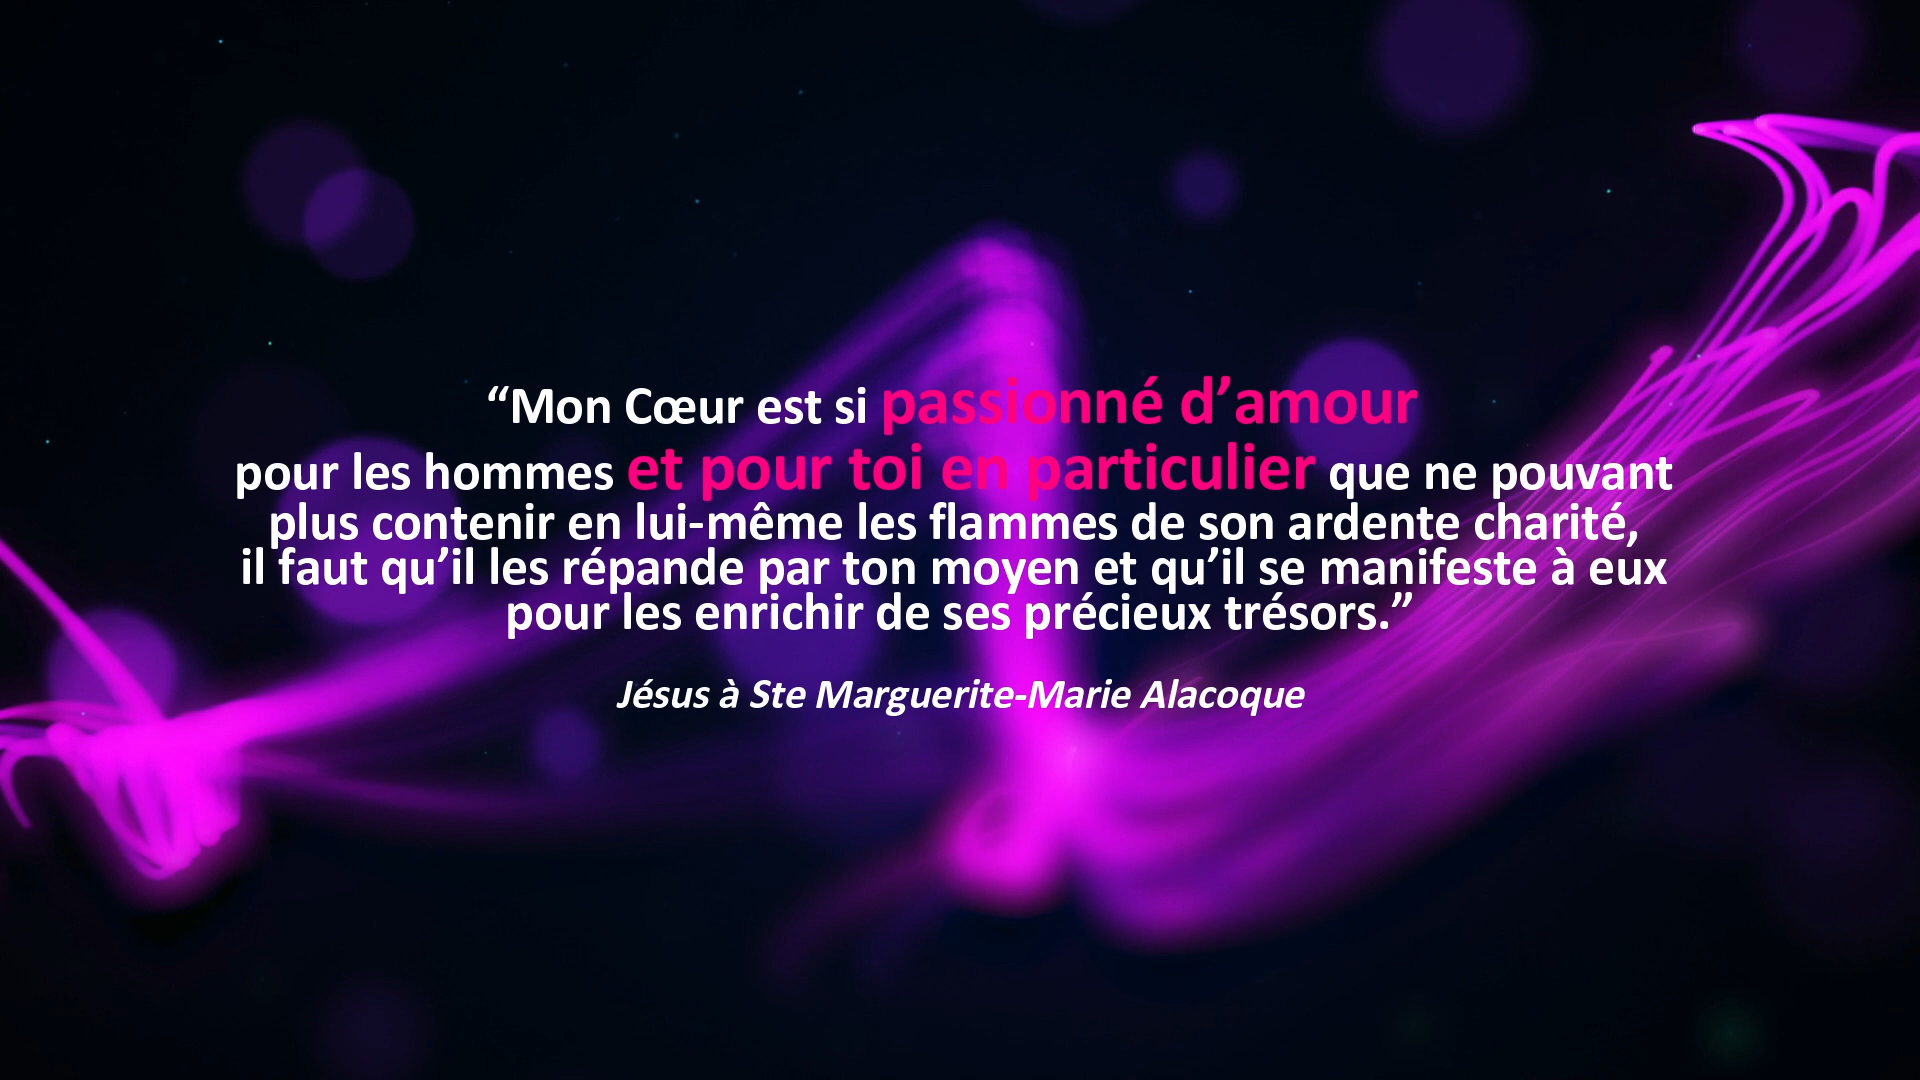 “Mon Cœur est si passionné d’amour
pour les hommes et pour toi en particulier que ne pouvant
plus contenir en lui-même les flammes de son ardente charité,
il faut qu’il les répande par ton moyen et qu’il se manifeste à eux
pour les enrichir de ses précieux trésors.”
Jésus à Ste Marguerite-Marie Alacoque